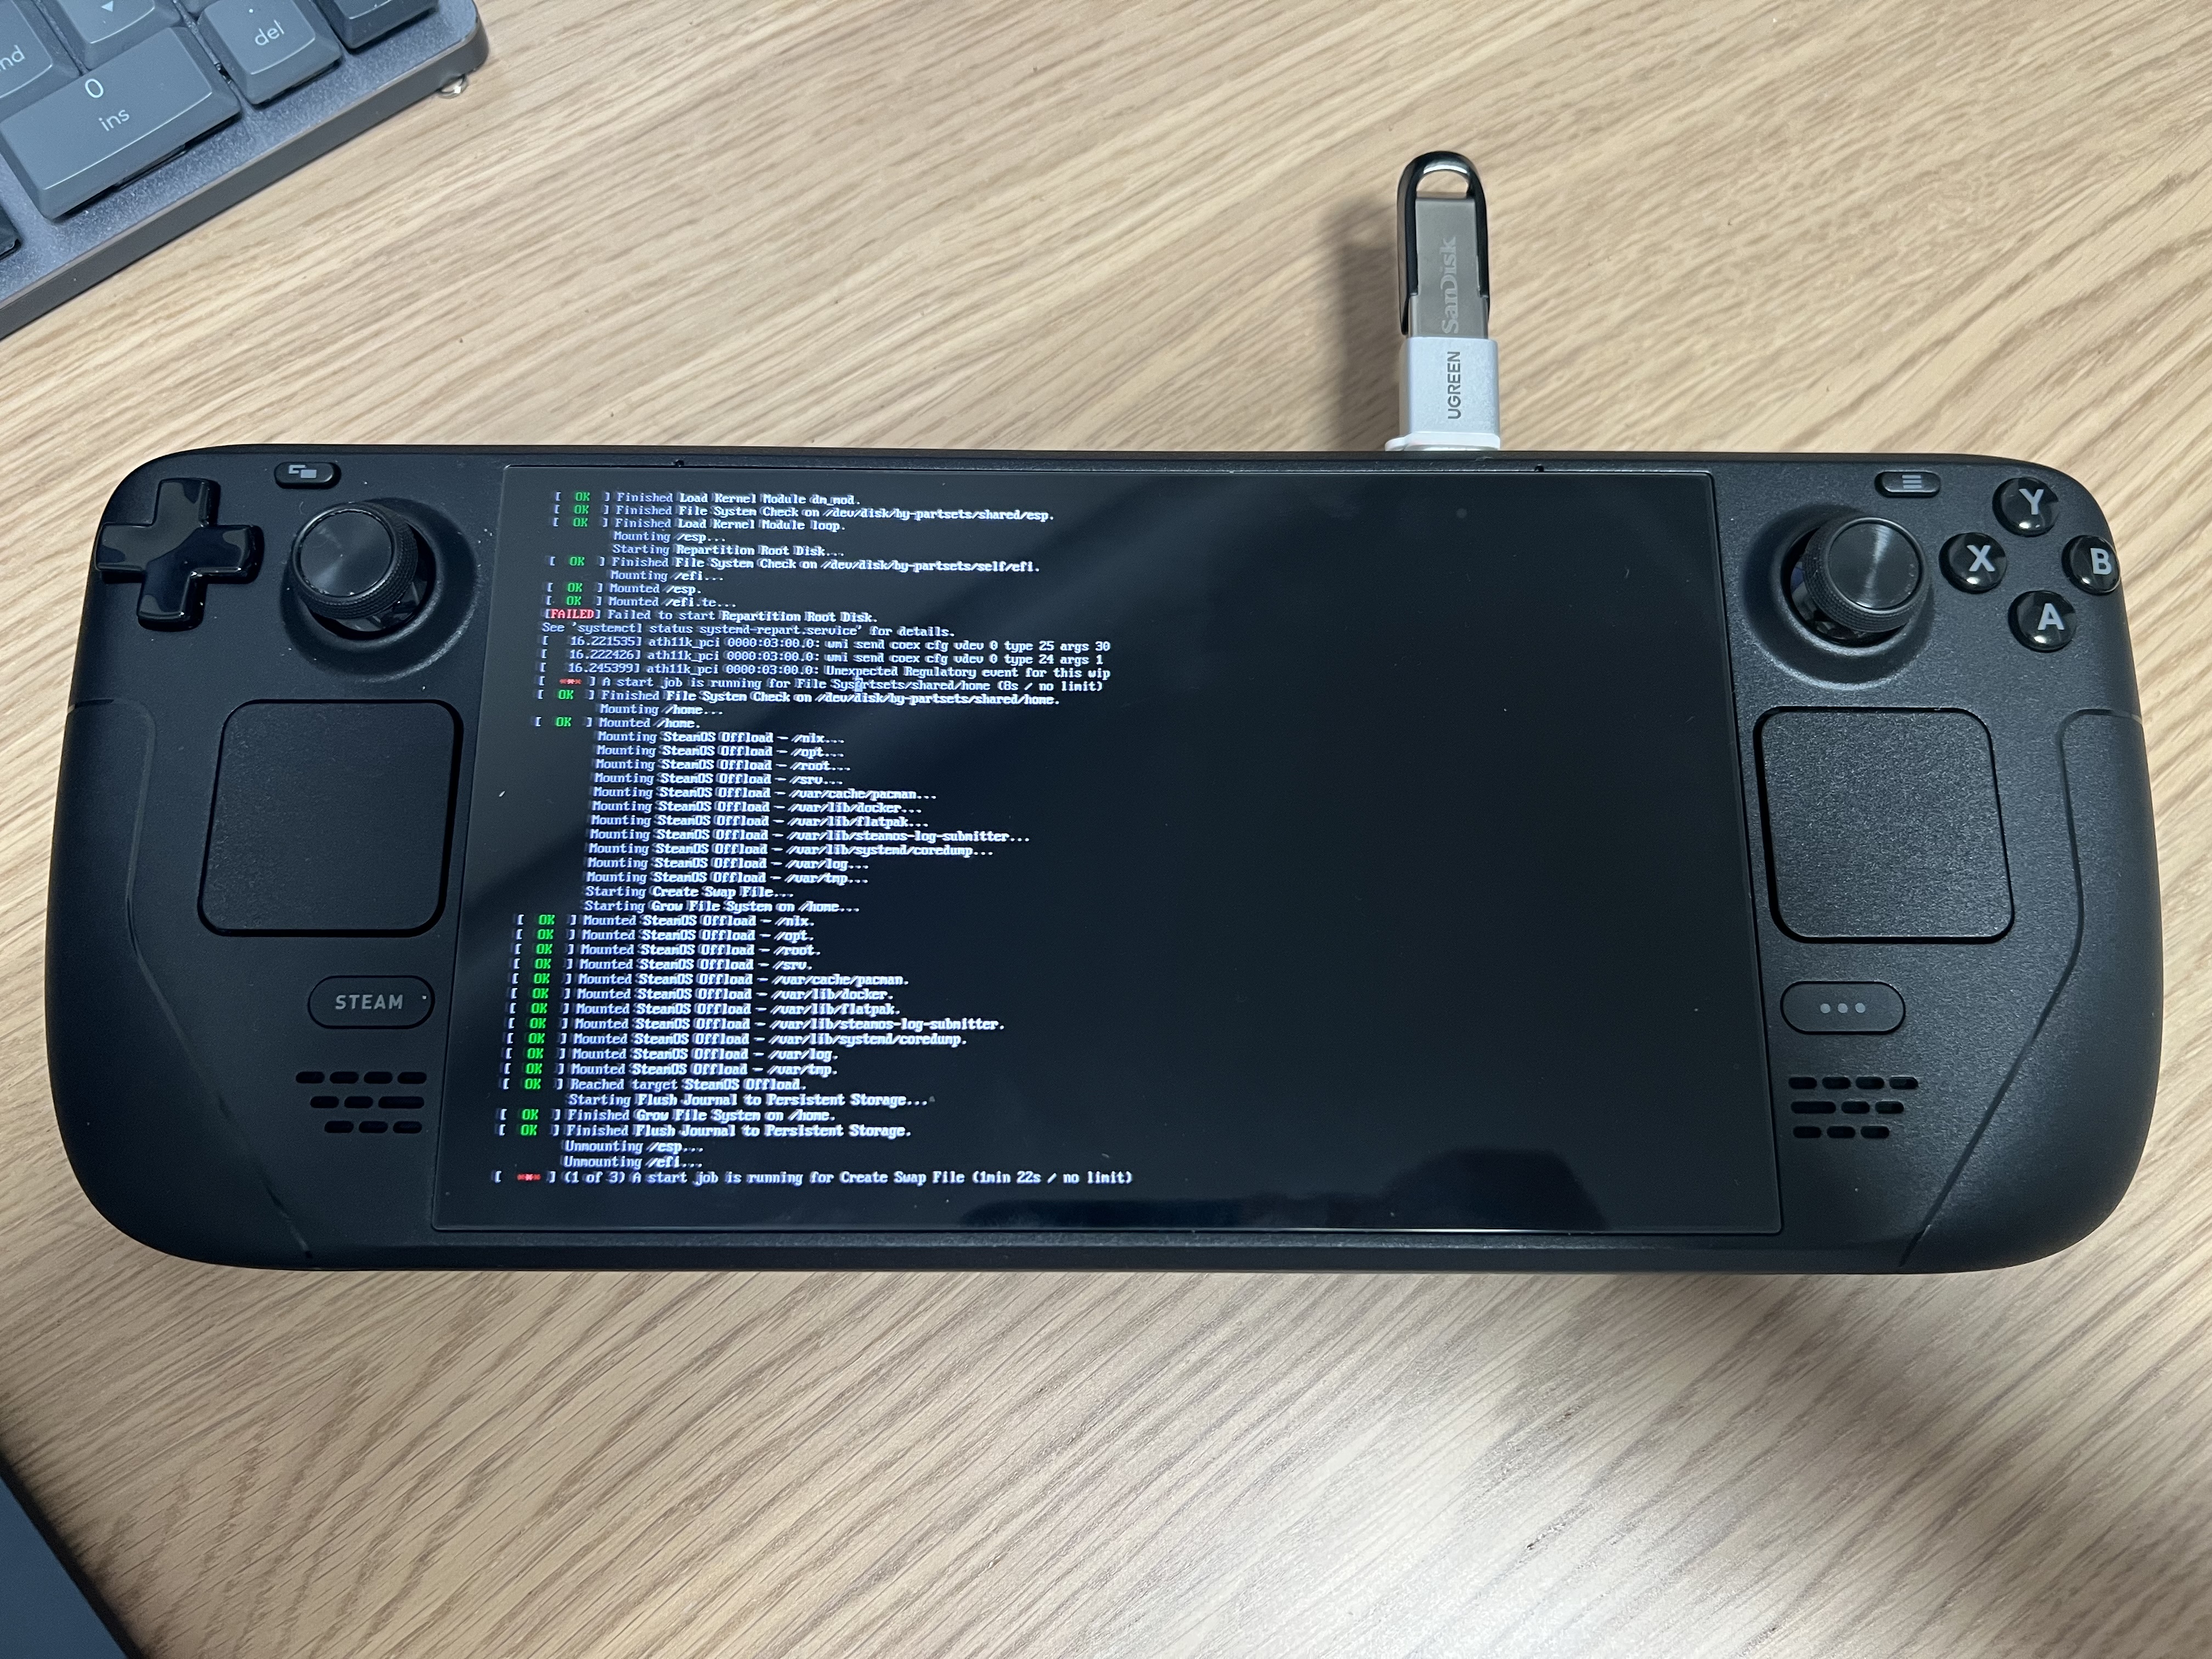 nd
del
0
ins
SanDisk
UGREEN
Y
X
B
A
STEAM
[ OK ] Finished Load Kernel Module dm_mod.
[ OK ] Finished File System Check on /dev/disk/by-partsets/shared/esp.
[ OK ] Finished Load Kernel Module loop.
Mounting /esp...
Starting Repartition Root Disk...
[ OK ] Finished File System Check on /dev/disk/by-partsets/self/efi.
Mounting /efi...
[ OK ] Mounted /esp.
[ OK ] Mounted /efi.te...
[FAILED] Failed to start Repartition Root Disk.
See 'systemctl status systemd-repart.service' for details.
[ 16.221535] ath11k_pci 0000:03:00.0: wmi send coex cfg vdev 0 type 25 args 30
[ 16.222426] ath11k_pci 0000:03:00.0: wmi send coex cfg vdev 0 type 24 args 1
[ 16.245399] ath11k_pci 0000:03:00.0: Unexpected Regulatory event for this wip
[ *** ] A start job is running for File Sys rtsets/shared/home (8s / no limit)
[ OK ] Finished File System Check on /dev/disk/by-partsets/shared/home.
Mounting /home...
[ OK ] Mounted /home.
Mounting SteamOS Offload - /nix...
Mounting SteamOS Offload - /opt...
Mounting SteamOS Offload - /root...
Mounting SteamOS Offload - /srv...
Mounting SteamOS Offload - /var/cache/pacman...
Mounting SteamOS Offload - /var/lib/docker...
Mounting SteamOS Offload - /var/lib/flatpak...
Mounting SteamOS Offload - /var/lib/steamos-log-submitter...
Mounting SteamOS Offload - /var/lib/systemd/coredump...
Mounting SteamOS Offload - /var/log...
Mounting SteamOS Offload - /var/tmp...
Starting Create Swap File...
Starting Grow File System on /home...
[ OK ] Mounted SteamOS Offload - /nix.
[ OK ] Mounted SteamOS Offload - /opt.
[ OK ] Mounted SteamOS Offload - /root.
[ OK ] Mounted SteamOS Offload - /srv.
[ OK ] Mounted SteamOS Offload - /var/cache/pacman.
[ OK ] Mounted SteamOS Offload - /var/lib/docker.
[ OK ] Mounted SteamOS Offload - /var/lib/flatpak.
[ OK ] Mounted SteamOS Offload - /var/lib/steamos-log-submitter.
[ OK ] Mounted SteamOS Offload - /var/lib/systemd/coredump.
[ OK ] Mounted SteamOS Offload - /var/log.
[ OK ] Mounted SteamOS Offload - /var/tmp.
[ OK ] Reached target SteamOS Offload.
Starting Flush Journal to Persistent Storage...
[ OK ] Finished Grow File System on /home.
[ OK ] Finished Flush Journal to Persistent Storage.
Unmounting /esp...
Unmounting /efi...
[ *** ] (1 of 3) A start job is running for Create Swap File (1min 22s / no limit)